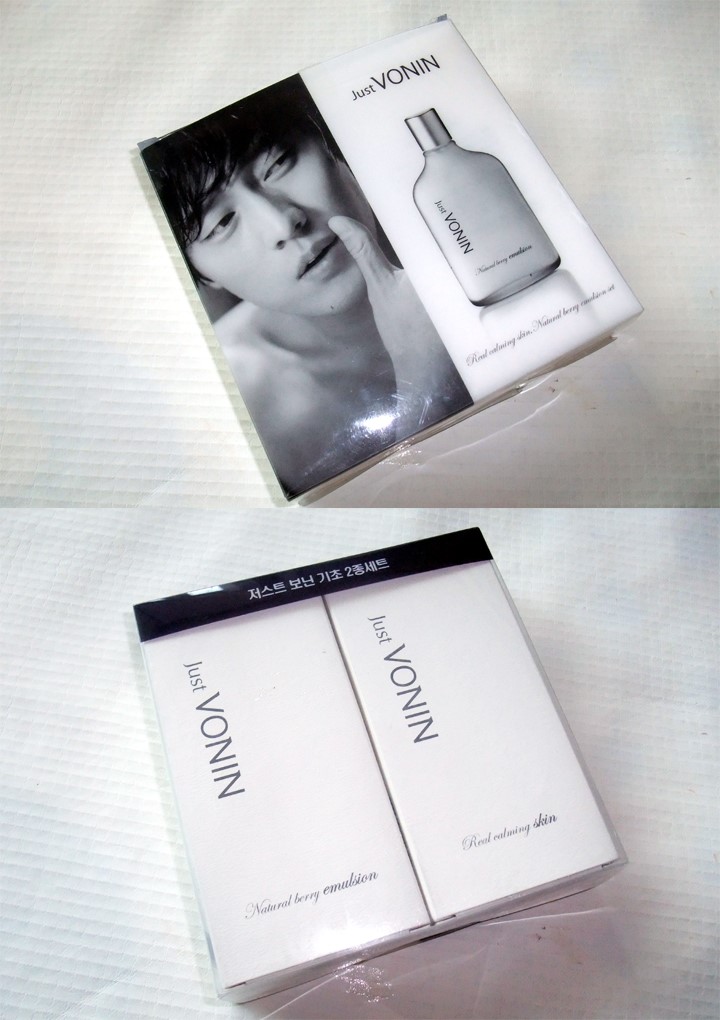 Just VONIN
Just VONIN
Natural berry emulsion
Real calming skin, Natural berry emulsion set
저스트 보닌 기초 2종세트
Just VONIN
Natural berry emulsion
Just VONIN
Real calming skin